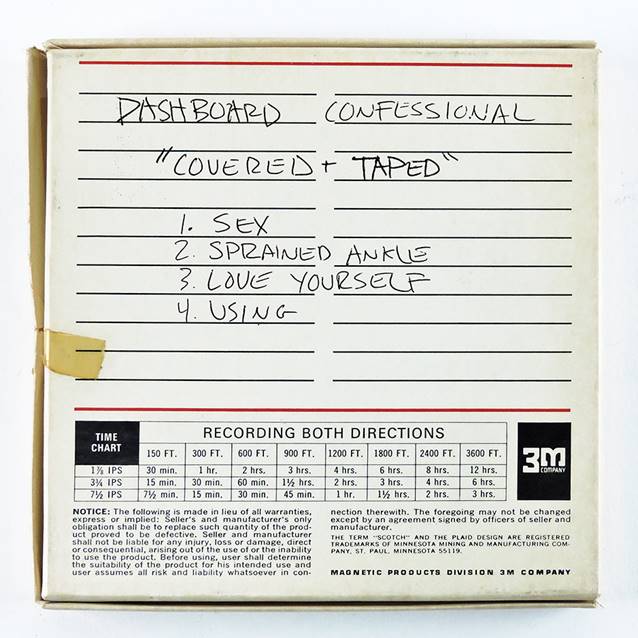 DASHBOARD CONFESSIONAL
"COVERED + TAPED"
1. SEX
2. SPRAINED ANKLE
3. LOVE YOURSELF
4. USING
TIME CHART
RECORDING BOTH DIRECTIONS
150 FT. 300 FT. 600 FT. 900 FT. 1200 FT. 1800 FT. 2400 FT. 3600 FT.
1⅞ IPS 30 min. 1 hr. 2 hrs. 3 hrs. 4 hrs. 6 hrs. 8 hrs. 12 hrs.
3¾ IPS 15 min. 30 min. 60 min. 1½ hrs. 2 hrs. 3 hrs. 4 hrs. 6 hrs.
7½ IPS 7½ min. 15 min. 30 min. 45 min. 1 hr. 1½ hrs. 2 hrs. 3 hrs.
3M
COMPANY
NOTICE: The following is made in lieu of all warranties,
express or implied: Seller's and manufacturer's only
obligation shall be to replace such quantity of the prod-
uct proved to be defective. Seller and manufacturer
shall not be liable for any injury, loss or damage, direct
or consequential, arising out of the use of or the inability
to use the product. Before using, user shall determine
the suitability of the product for his intended use and
user assumes all risk and liability whatsoever in con-
nection therewith. The foregoing may not be changed
except by an agreement signed by officers of seller and
manufacturer.
THE TERM "SCOTCH" AND THE PLAID DESIGN ARE REGISTERED
TRADEMARKS OF MINNESOTA MINING AND MANUFACTURING COM-
PANY, ST. PAUL, MINNESOTA 55119.
MAGNETIC PRODUCTS DIVISION 3M COMPANY